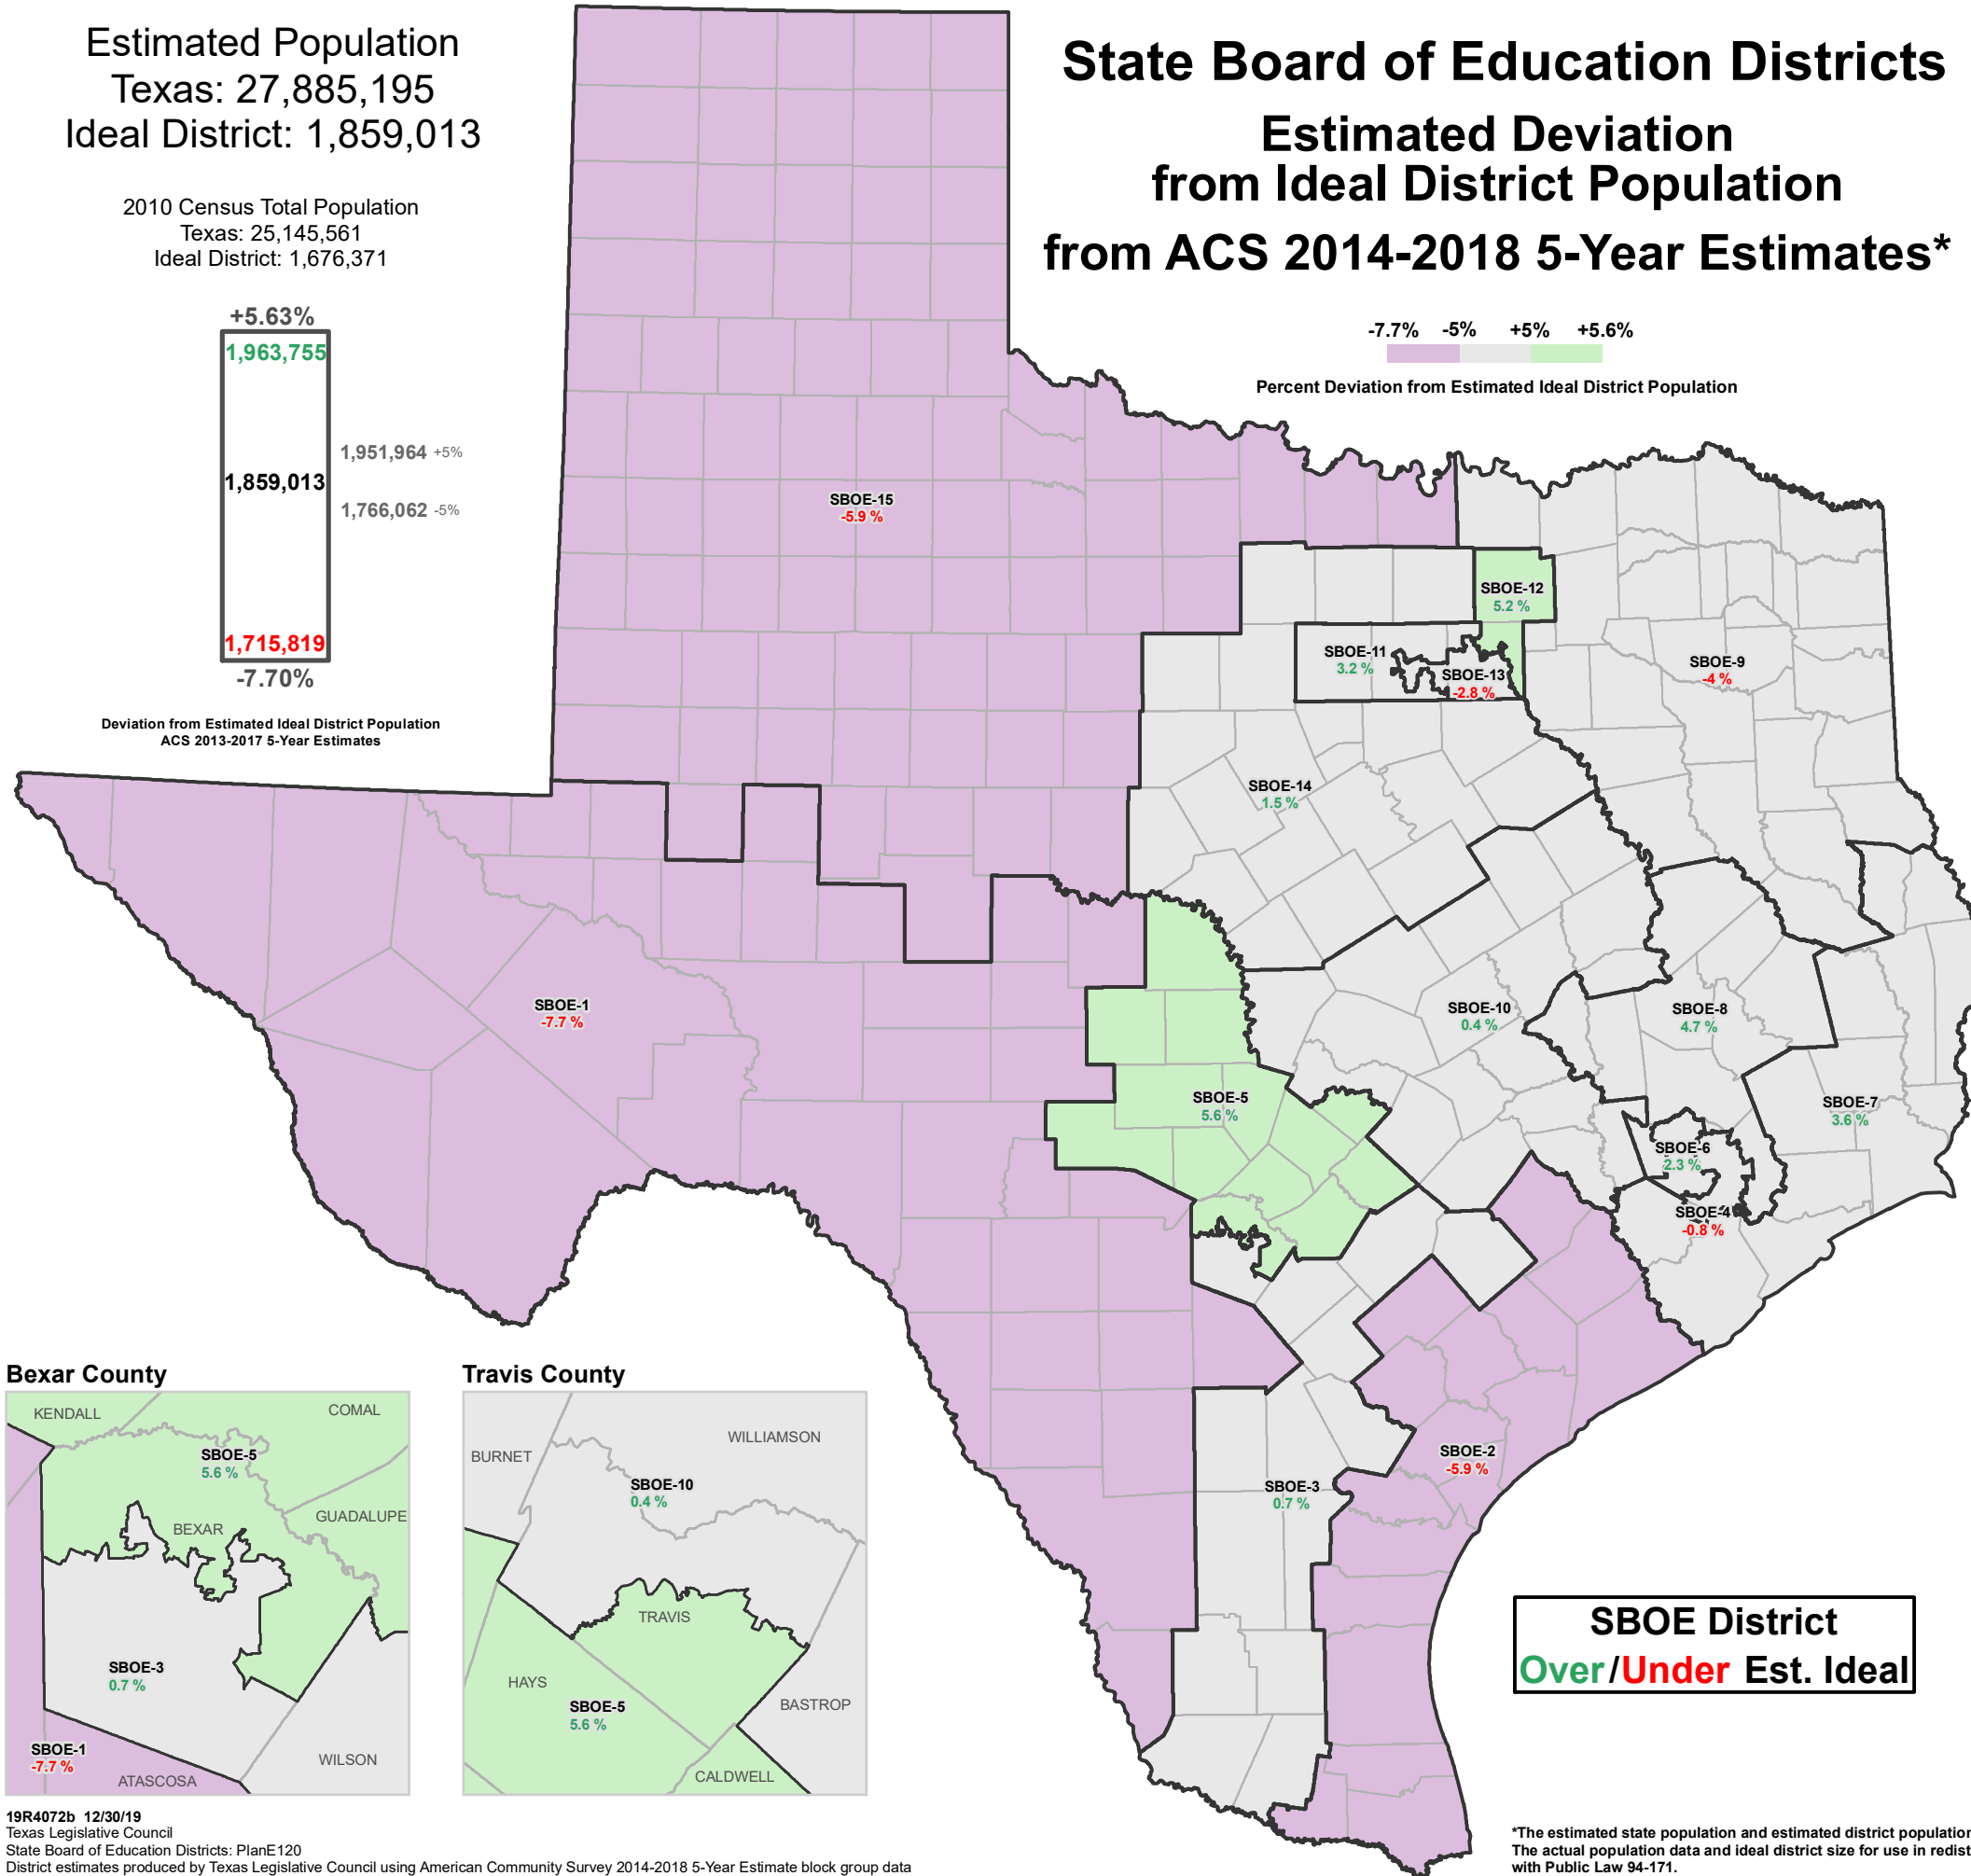 Estimated Population
Texas: 27,885,195
Ideal District: 1,859,013
2010 Census Total Population
Texas: 25,145,561
Ideal District: 1,676,371
+5.63%
1,963,755
1,951,964 +5%
1,859,013
1,766,062 -5%
1,715,819
-7.70%
Deviation from Estimated Ideal District Population
ACS 2013-2017 5-Year Estimates
State Board of Education Districts
Estimated Deviation
from Ideal District Population
from ACS 2014-2018 5-Year Estimates*
-7.7% -5% +5% +5.6%
Percent Deviation from Estimated Ideal District Population
SBOE-15
-5.9 %
SBOE-12
5.2 %
SBOE-11
3.2 %
SBOE-13
-2.8 %
SBOE-9
-4 %
SBOE-14
1.5 %
SBOE-1
-7.7 %
SBOE-10
0.4 %
SBOE-8
4.7 %
SBOE-5
5.6 %
SBOE-7
3.6 %
SBOE-6
2.3 %
SBOE-4
-0.8 %
SBOE-2
-5.9 %
SBOE-3
0.7 %
Bexar County
KENDALL
COMAL
SBOE-5
5.6 %
GUADALUPE
BEXAR
SBOE-3
0.7 %
SBOE-1
-7.7 %
WILSON
ATASCOSA
Travis County
WILLIAMSON
BURNET
SBOE-10
0.4 %
TRAVIS
HAYS
SBOE-5
5.6 %
BASTROP
CALDWELL
SBOE District
Over/Under Est. Ideal
19R4072b 12/30/19
Texas Legislative Council
State Board of Education Districts: PlanE120
District estimates produced by Texas Legislative Council using American Community Survey 2014-2018 5-Year Estimate block group data
*The estimated state population and estimated district population
The actual population data and ideal district size for use in redist
with Public Law 94-171.